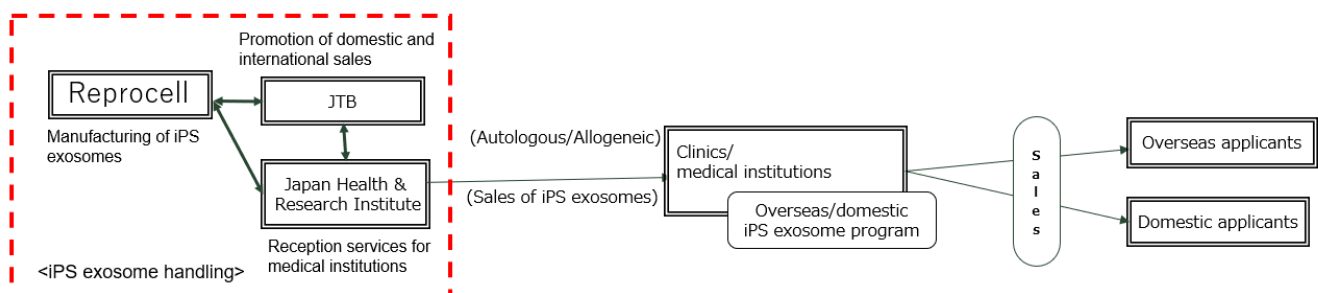 Promotion of domestic and
international sales
Reprocell
JTB
Manufacturing of iPS
exosomes
Japan Health &
Research Institute
Reception services for
medical institutions
<iPS exosome handling>
(Autologous/Allogeneic)
(Sales of iPS exosomes)
Clinics/
medical institutions
Overseas/domestic
iPS exosome program
Sales
Overseas applicants
Domestic applicants